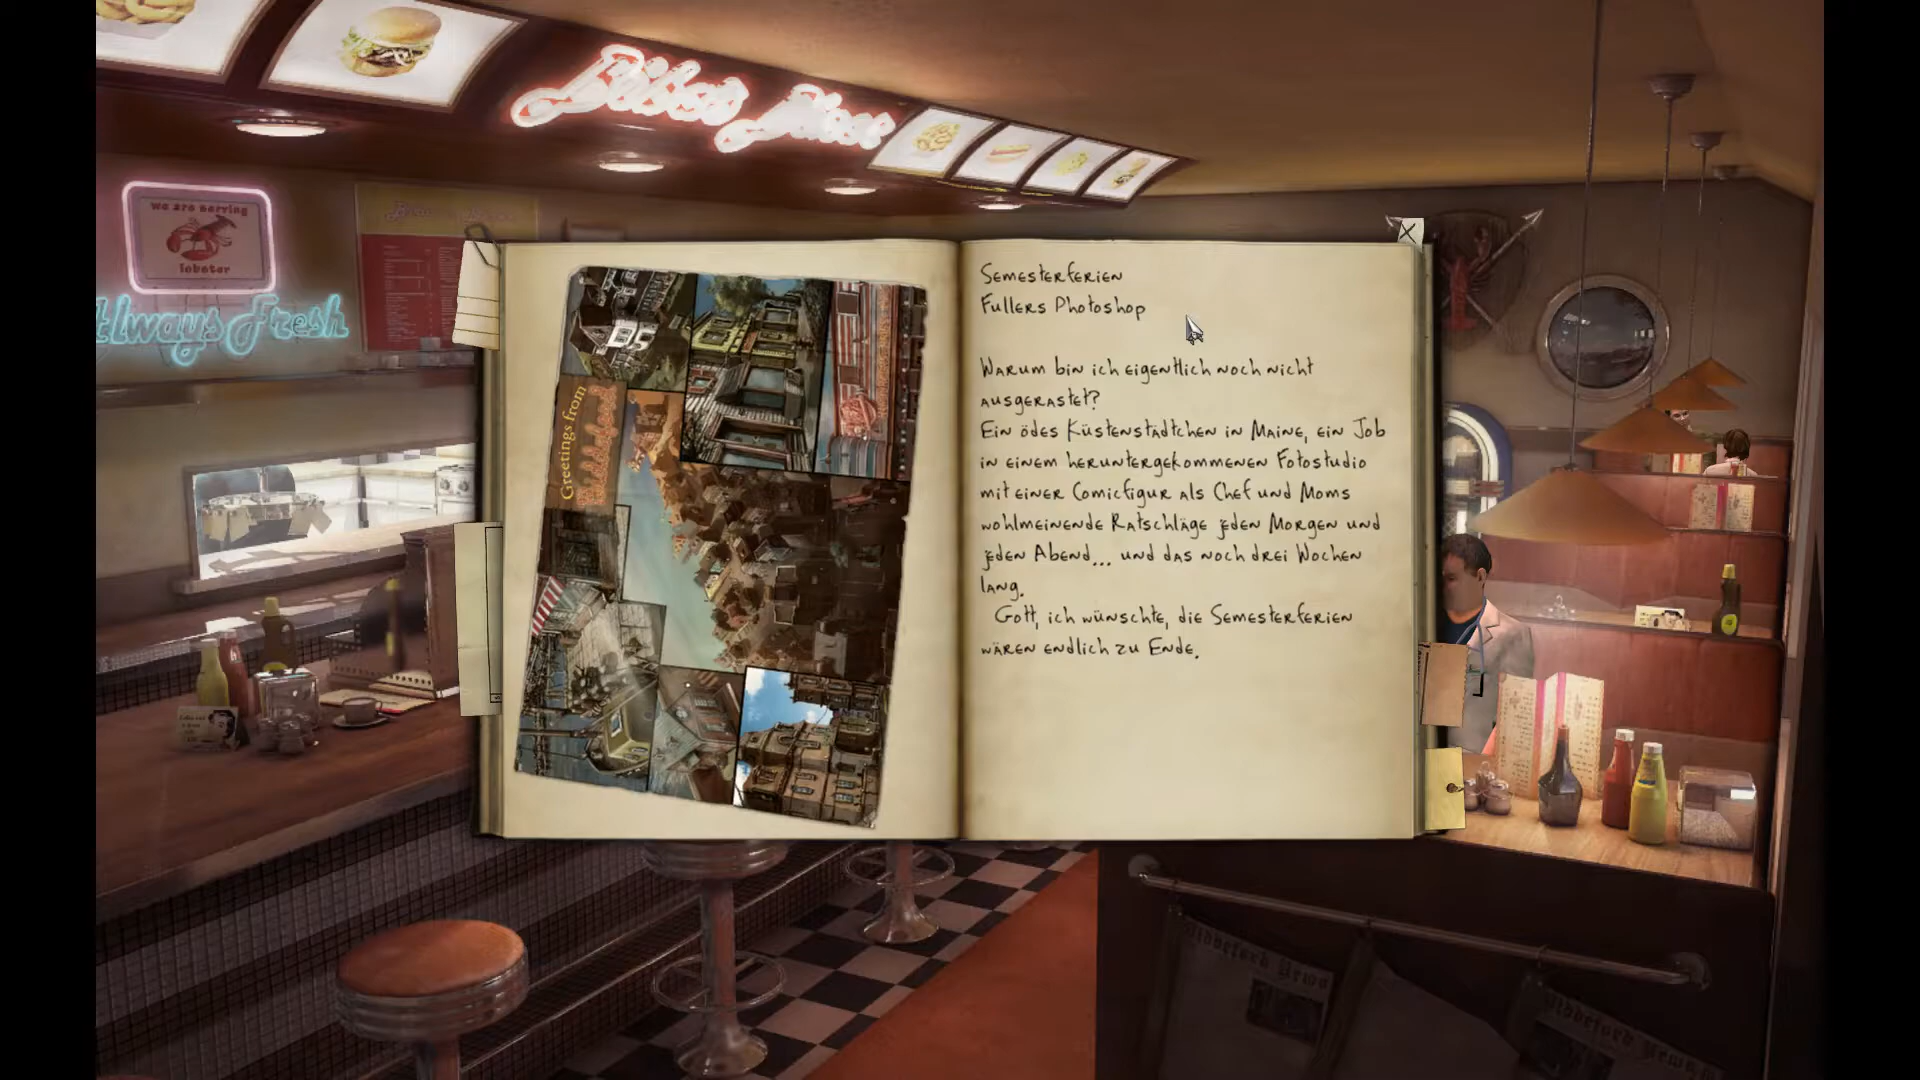 we are serving
lobster
Always Fresh
Greetings from
Semesterferien
Fullers Photoshop
Warum bin ich eigentlich noch nicht
ausgerastet?
Ein ödes Küstenstädtchen in Maine, ein Job
in einem heruntergekommenen Fotostudio
mit einer Comicfigur als Chef und Moms
wohlmeinende Ratschläge jeden Morgen und
jeden Abend... und das noch drei Wochen
lang.
Gott, ich wünschte, die Semesterferien
wären endlich zu Ende.
Biddeford News